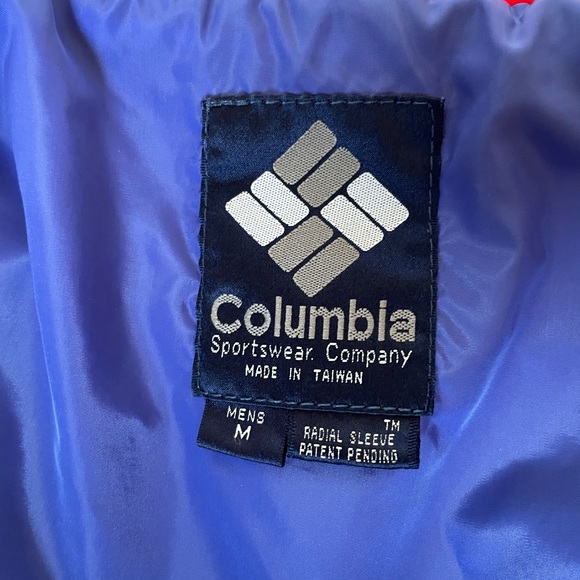 Columbia
Sportswear Company
MADE IN TAIWAN
MENS
M
™
RADIAL SLEEVE
PATENT PENDING